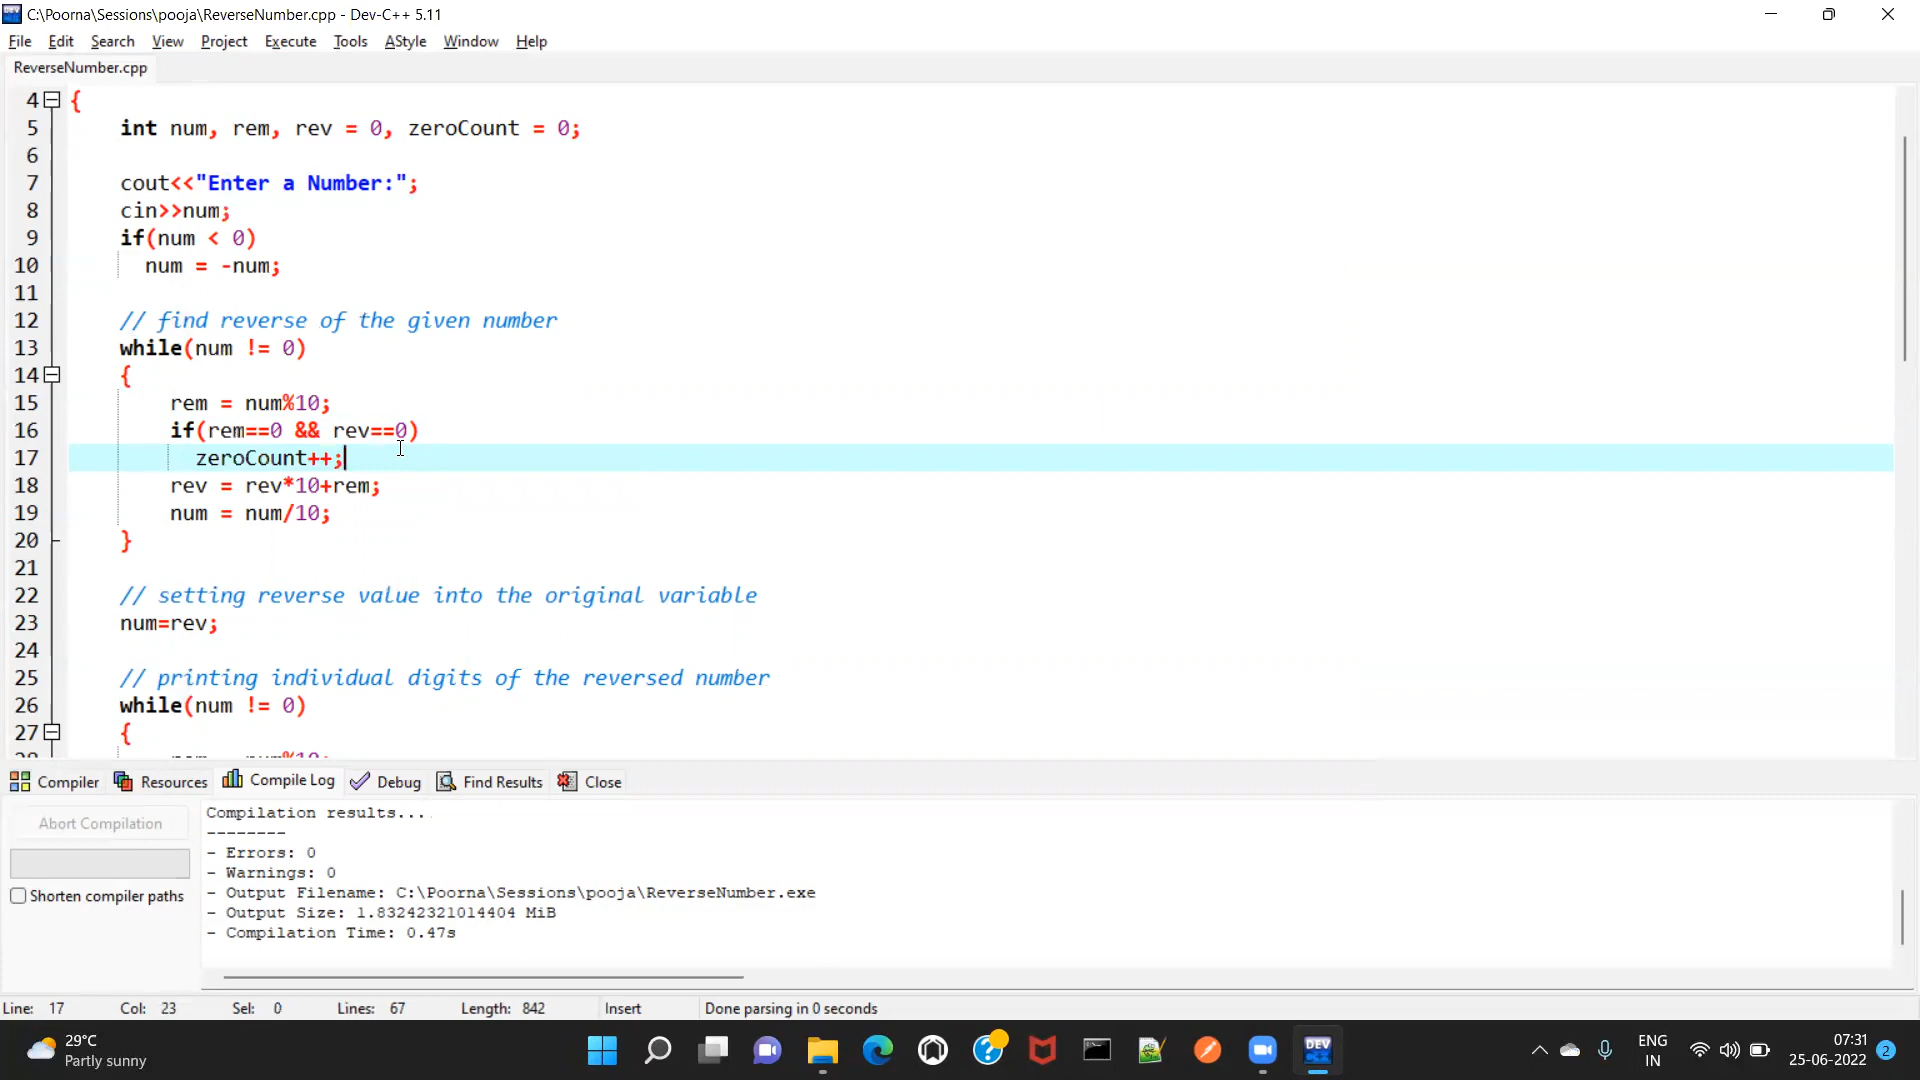 C:\Poorna\Sessions\pooja\ReverseNumber.cpp - Dev-C++ 5.11
File Edit Search View Project Execute Tools AStyle Window Help
ReverseNumber.cpp
4 {
5 int num, rem, rev = 0, zeroCount = 0;
6
7 cout<<"Enter a Number:";
8 cin>>num;
9 if(num < 0)
10 num = -num;
11
12 // find reverse of the given number
13 while(num != 0)
14 {
15 rem = num%10;
16 if(rem==0 && rev==0)
17 zeroCount++;
18 rev = rev*10+rem;
19 num = num/10;
20 }
21
22 // setting reverse value into the original variable
23 num=rev;
24
25 // printing individual digits of the reversed number
26 while(num != 0)
27 {
Compiler Resources Compile Log Debug Find Results Close
Abort Compilation
Shorten compiler paths
Compilation results...
--------
- Errors: 0
- Warnings: 0
- Output Filename: C:\Poorna\Sessions\pooja\ReverseNumber.exe
- Output Size: 1.83242321014404 MiB
- Compilation Time: 0.47s
Line: 17 Col: 23 Sel: 0 Lines: 67 Length: 842 Insert Done parsing in 0 seconds
29°C
Partly sunny
DEV
ENG
IN
07:31
25-06-2022
2